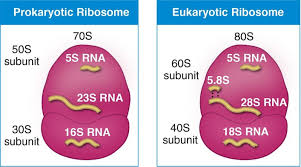 Prokaryotic Ribosome
70S
50S
subunit
5S RNA
23S RNA
30S
subunit
16S RNA
Eukaryotic Ribosome
80S
60S
subunit
5S RNA
5.8S
28S RNA
40S
subunit
18S RNA